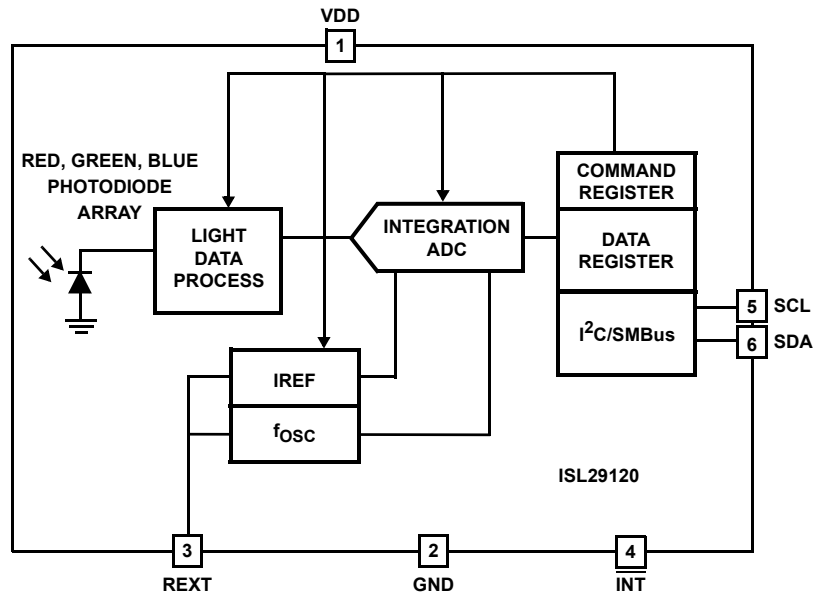 VDD
1
RED, GREEN, BLUE
PHOTODIODE
ARRAY
LIGHT
DATA
PROCESS
INTEGRATION
ADC
COMMAND
REGISTER
DATA
REGISTER
I²C/SMBus
5 SCL
6 SDA
IREF
fOSC
ISL29120
3
REXT
2
GND
4
INT